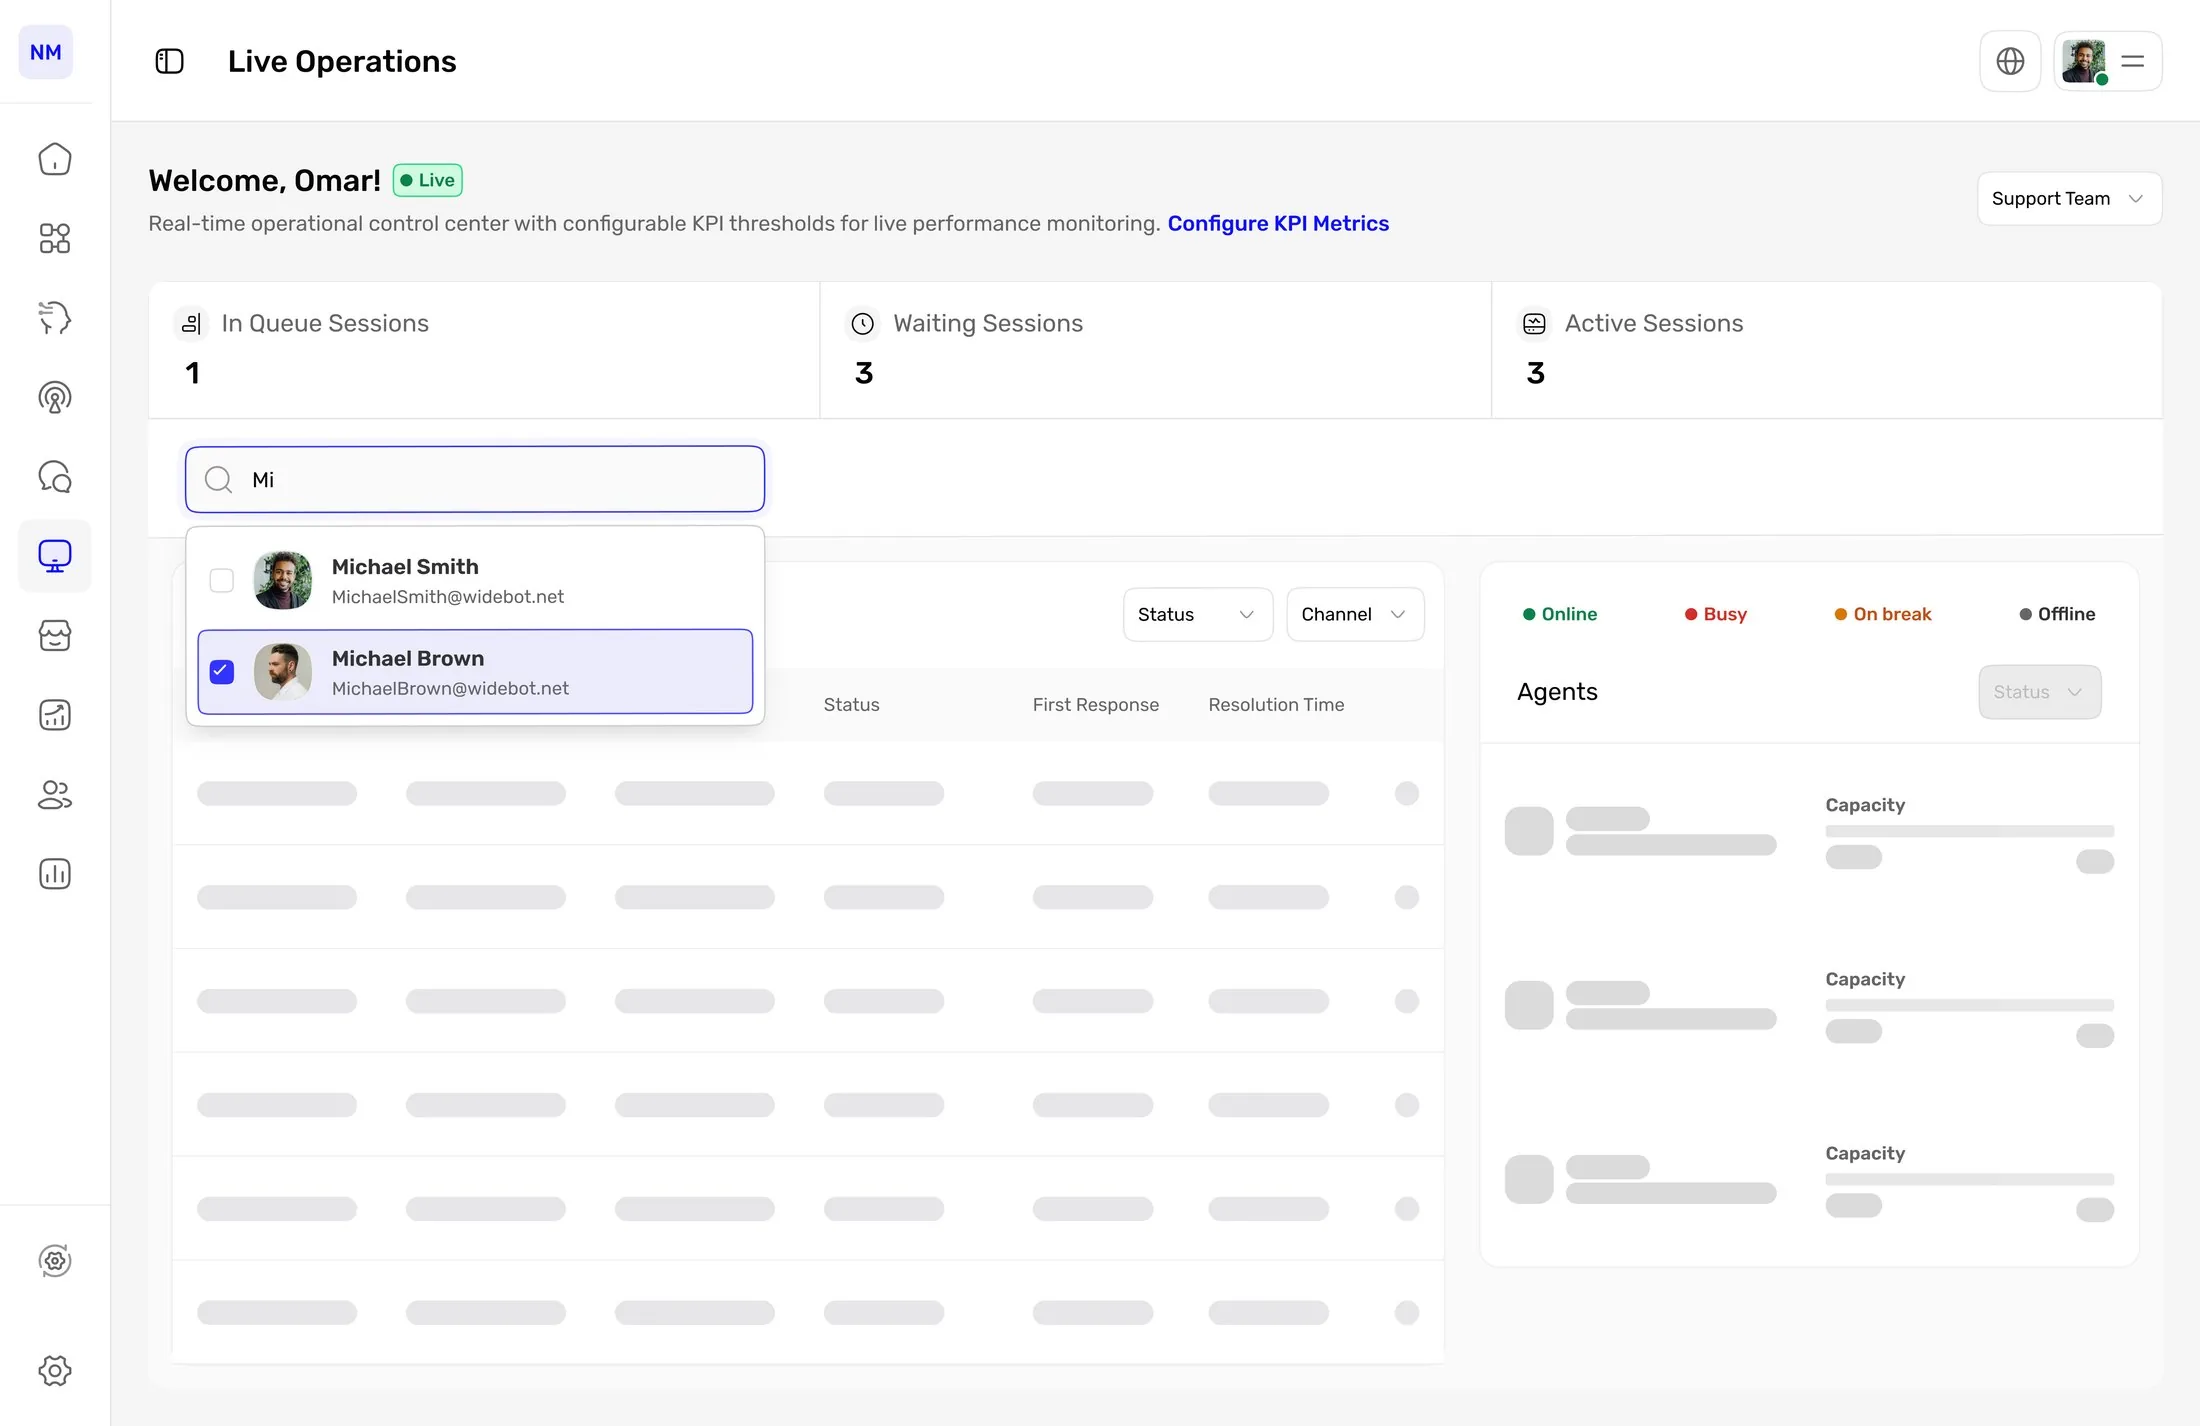 NM
Live Operations
Welcome, Omar!
Live
Real-time operational control center with configurable KPI thresholds for live performance monitoring. Configure KPI Metrics
Support Team
In Queue Sessions
1
Waiting Sessions
3
Active Sessions
3
Mi
Michael Smith
MichaelSmith@widebot.net
Michael Brown
MichaelBrown@widebot.net
Status
Channel
Status
First Response
Resolution Time
Online
Busy
On break
Offline
Agents
Status
Capacity
Capacity
Capacity